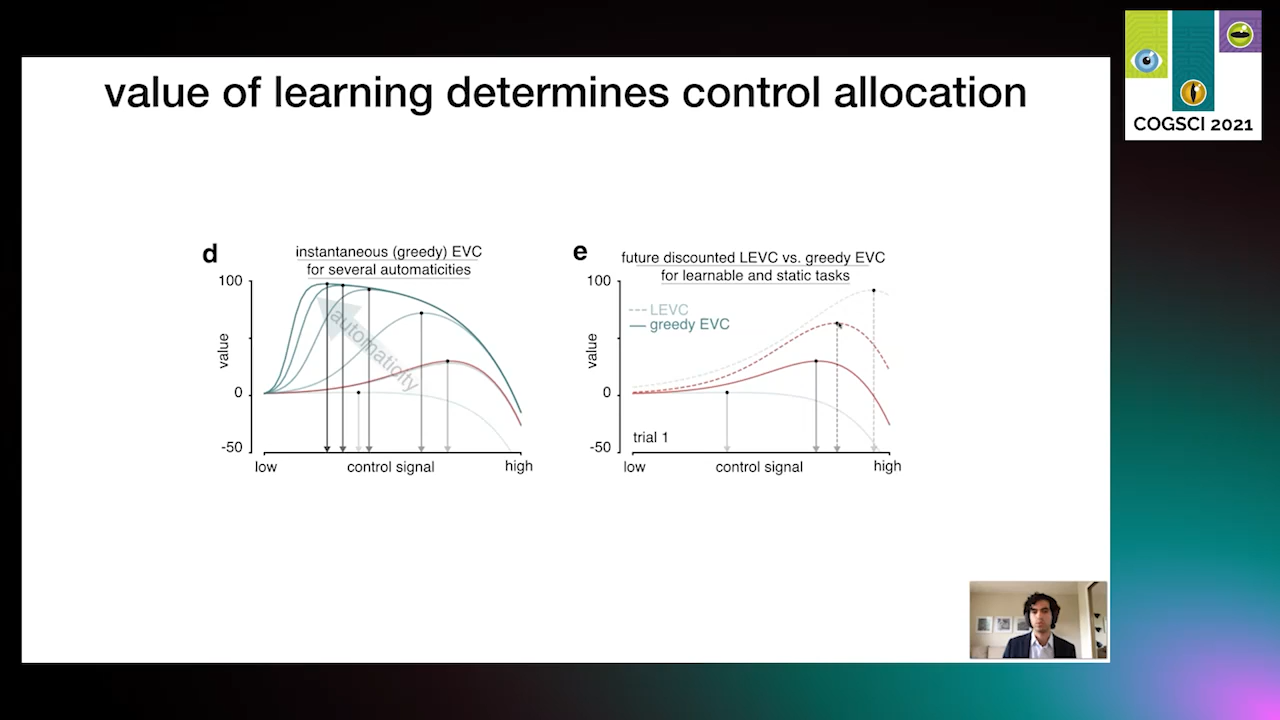 value of learning determines control allocation
COGSCI 2021
d
instantaneous (greedy) EVC
for several automaticities
100
0
-50
value
automaticity
low
control signal
high
e
future discounted LEVC vs. greedy EVC
for learnable and static tasks
100
0
-50
value
LEVC
greedy EVC
trial 1
low
control signal
high